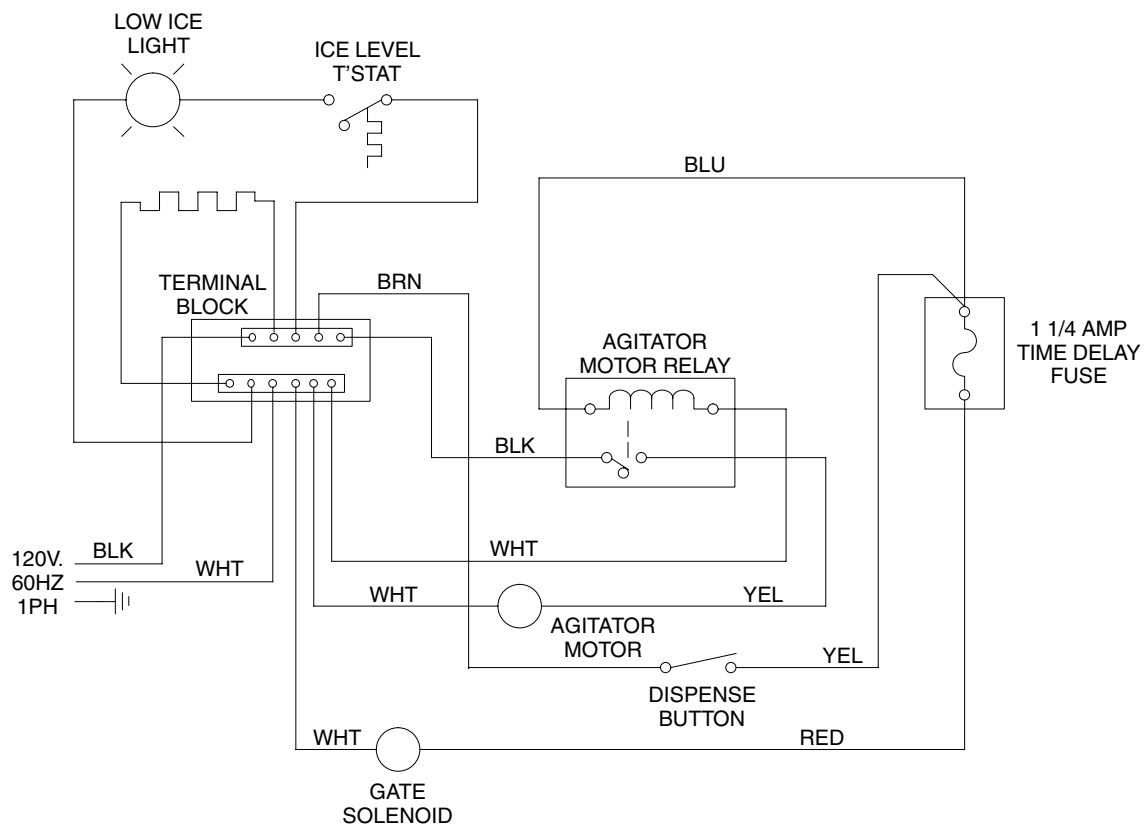 LOW ICE
LIGHT
ICE LEVEL
T'STAT
BLU
TERMINAL
BLOCK
BRN
AGITATOR
MOTOR RELAY
1 1/4 AMP
TIME DELAY
FUSE
BLK
120V.
60HZ
1PH
BLK
WHT
WHT
WHT
YEL
AGITATOR
MOTOR
YEL
DISPENSE
BUTTON
WHT
RED
GATE
SOLENOID